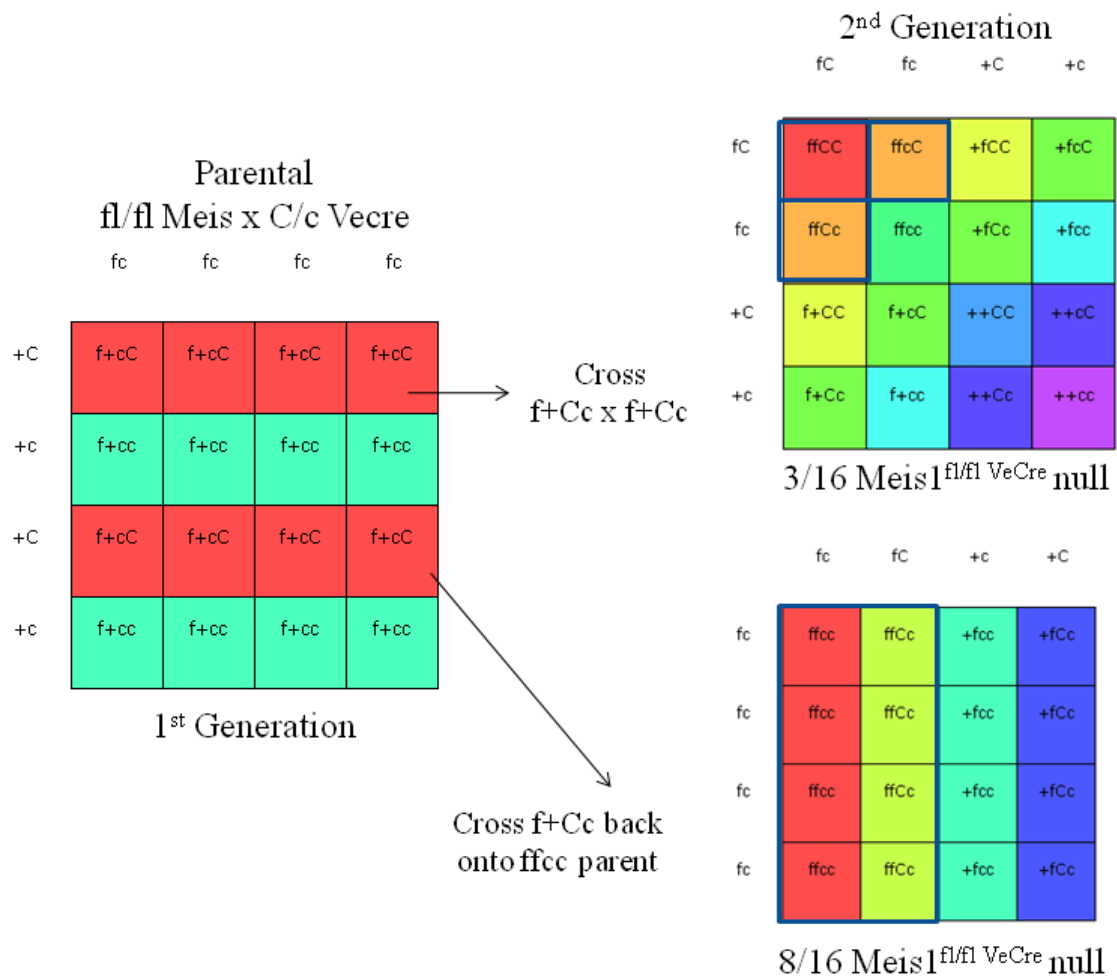 Parental
fl/fl Meis x C/c Vecre
fc fc fc fc
+C f+cC f+cC f+cC f+cC
+c f+cc f+cc f+cc f+cc
+C f+cC f+cC f+cC f+cC
+c f+cc f+cc f+cc f+cc
1st Generation
Cross
f+Cc x f+Cc
Cross f+Cc back
onto ffcc parent
2nd Generation
fC fc +C +c
fC ffCC ffcC +fCC +fcC
fc ffCc ffcc +fCc +fcc
+C f+CC f+cC ++CC ++cC
+c f+Cc f+cc ++Cc ++cc
3/16 Meis1fl/fl VeCre null
fc fC +c +C
fc ffcc ffCc +fcc +fCc
fc ffcc ffCc +fcc +fCc
fc ffcc ffCc +fcc +fCc
fc ffcc ffCc +fcc +fCc
8/16 Meis1fl/fl VeCre null